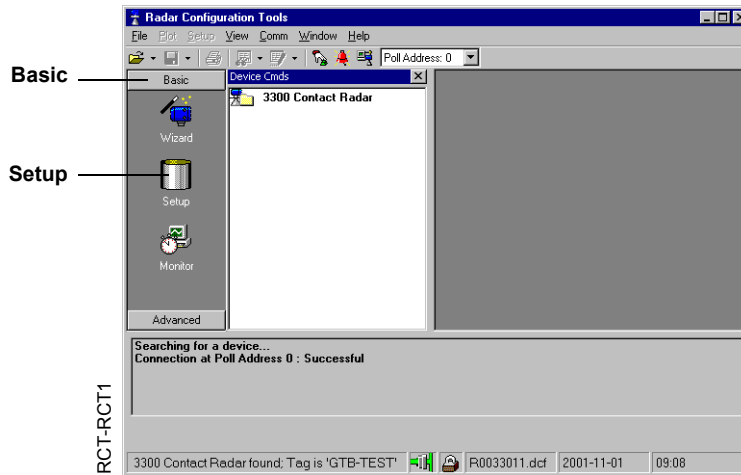 Radar Configuration Tools
File Plot Setup View Comm Window Help
Poll Address: 0
Basic
Basic
Device Cmds
3300 Contact Radar
Wizard
Setup
Setup
Monitor
Advanced
Searching for a device...
Connection at Poll Address 0 : Successful
RCT-RCT1
3300 Contact Radar found; Tag is 'GTB-TEST'
R0033011.dcf
2001-11-01
09:08